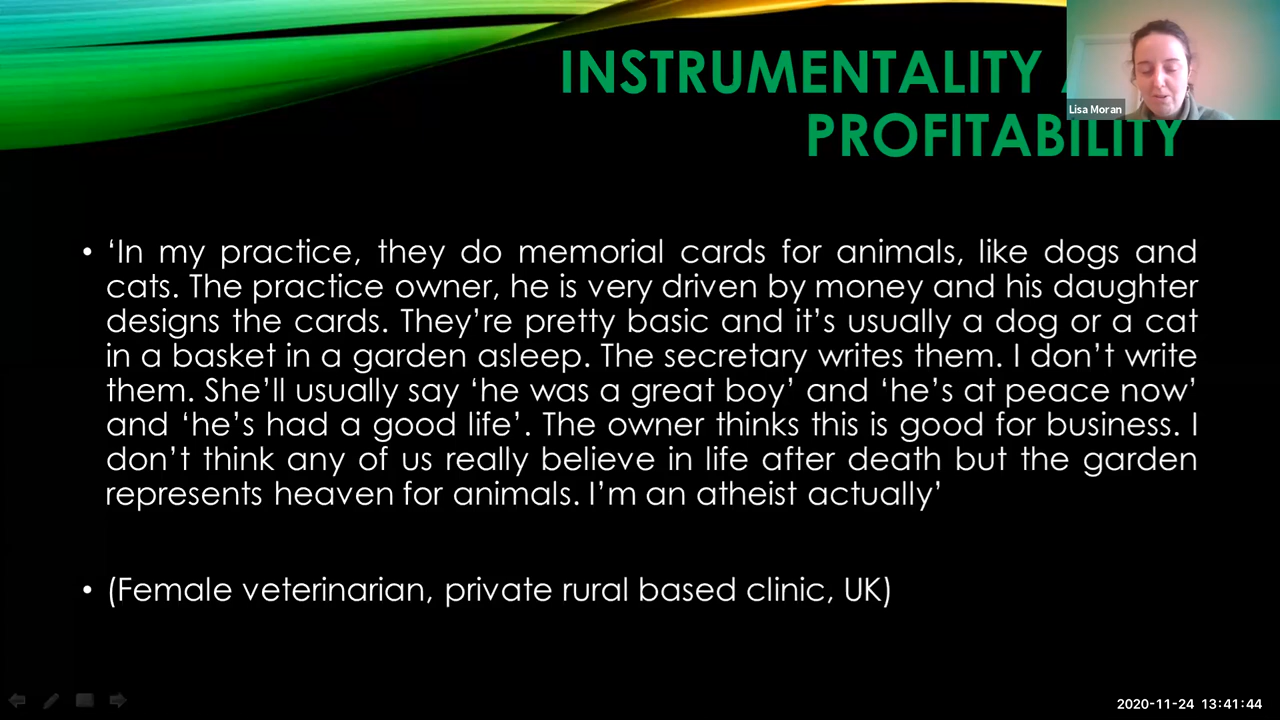 INSTRUMENTALITY
PROFITABILITY
Lisa Moran
• ‘In my practice, they do memorial cards for animals, like dogs and
cats. The practice owner, he is very driven by money and his daughter
designs the cards. They’re pretty basic and it’s usually a dog or a cat
in a basket in a garden asleep. The secretary writes them. I don’t write
them. She’ll usually say ‘he was a great boy’ and ‘he’s at peace now’
and ‘he’s had a good life’. The owner thinks this is good for business. I
don’t think any of us really believe in life after death but the garden
represents heaven for animals. I’m an atheist actually’
• (Female veterinarian, private rural based clinic, UK)
2020-11-24 13:41:44